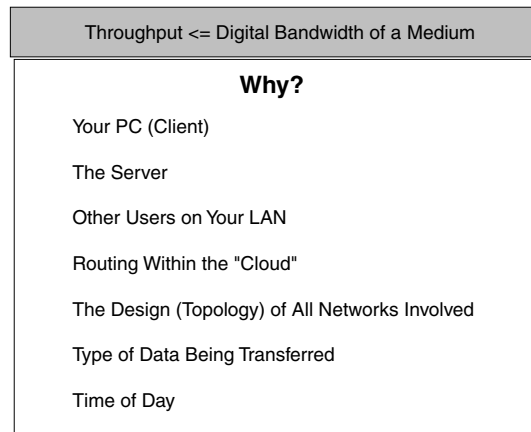 Throughput <= Digital Bandwidth of a Medium
Why?
Your PC (Client)
The Server
Other Users on Your LAN
Routing Within the "Cloud"
The Design (Topology) of All Networks Involved
Type of Data Being Transferred
Time of Day